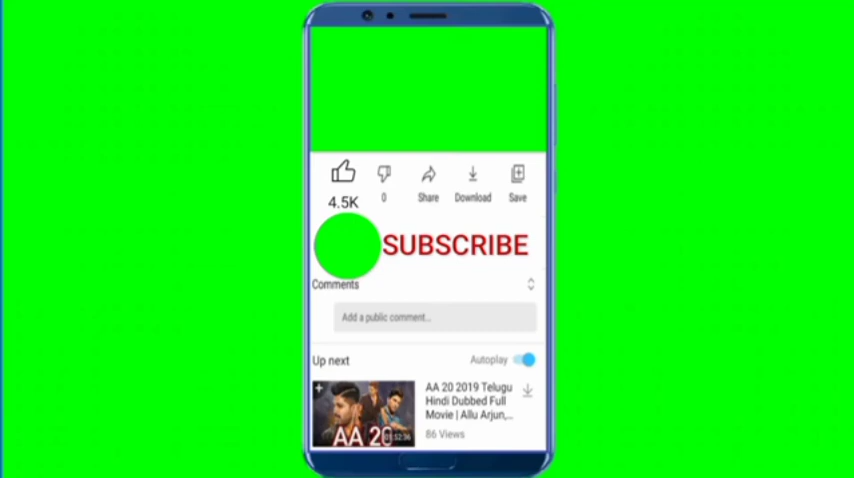 4.5K
0
Share
Download
Save
SUBSCRIBE
Comments
Add a public comment...
Up next
Autoplay
AA 20 2019 Telugu
Hindi Dubbed Full
Movie | Allu Arjun,...
86 Views
AA 20